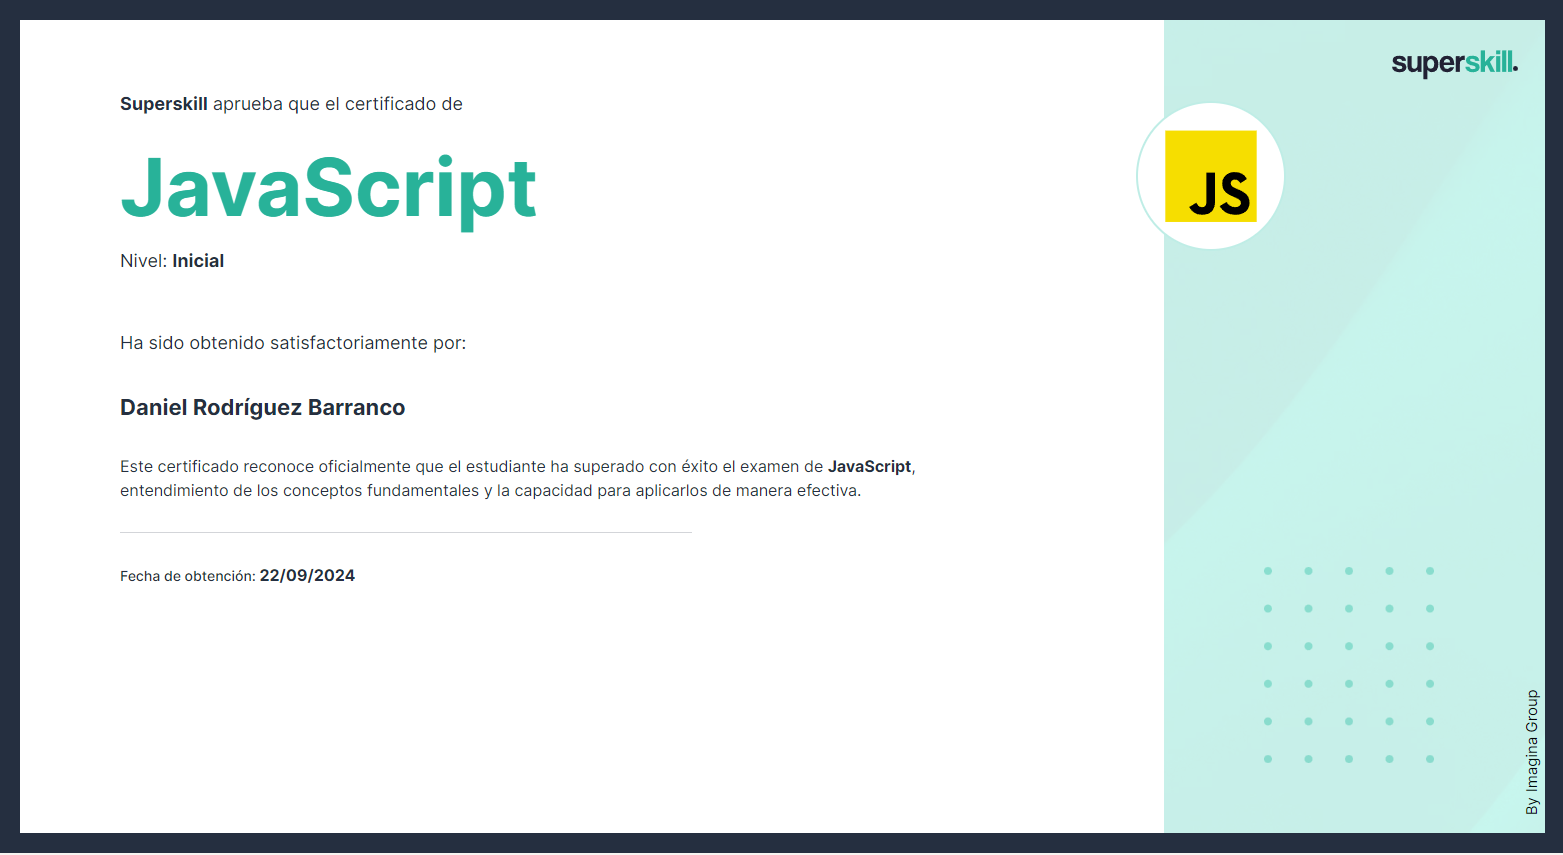 superskill.
Superskill aprueba que el certificado de
JavaScript
JS
Nivel: Inicial
Ha sido obtenido satisfactoriamente por:
Daniel Rodríguez Barranco
Este certificado reconoce oficialmente que el estudiante ha superado con éxito el examen de JavaScript,
entendimiento de los conceptos fundamentales y la capacidad para aplicarlos de manera efectiva.
Fecha de obtención: 22/09/2024
By Imagina Group